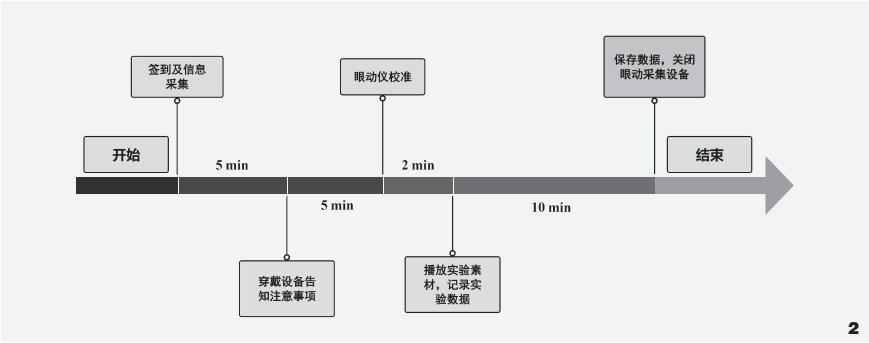 签到及信息
采集
眼动仪校准
保存数据，关闭
眼动采集设备
开始
5 min
2 min
结束
5 min
10 min
穿戴设备告
知注意事项
播放实验素
材，记录实
验数据
2